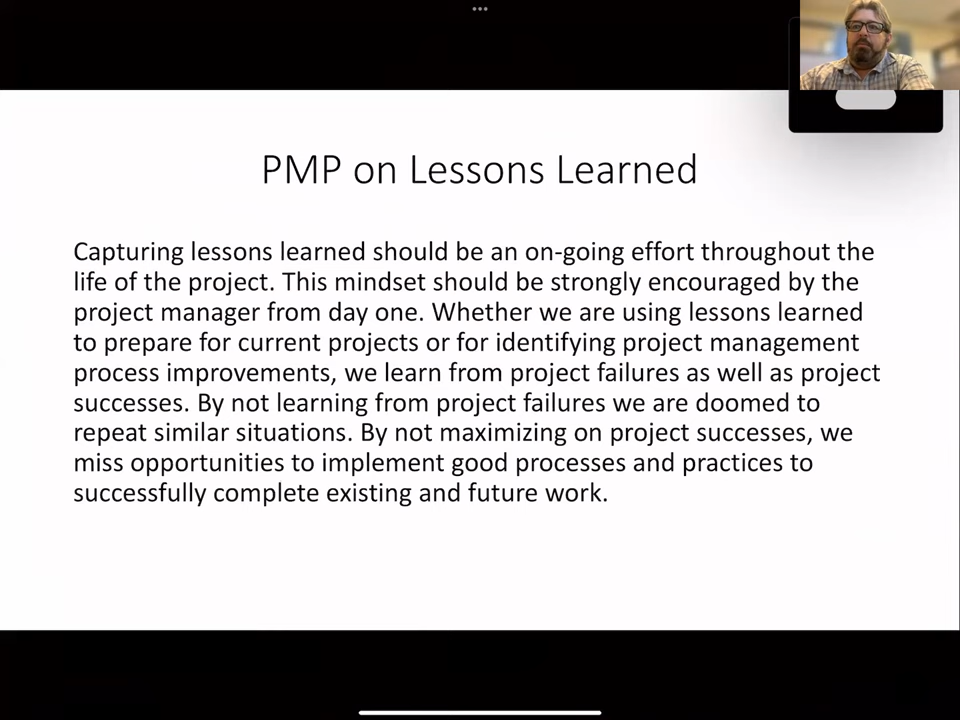 PMP on Lessons Learned
Capturing lessons learned should be an on-going effort throughout the
life of the project. This mindset should be strongly encouraged by the
project manager from day one. Whether we are using lessons learned
to prepare for current projects or for identifying project management
process improvements, we learn from project failures as well as project
successes. By not learning from project failures we are doomed to
repeat similar situations. By not maximizing on project successes, we
miss opportunities to implement good processes and practices to
successfully complete existing and future work.